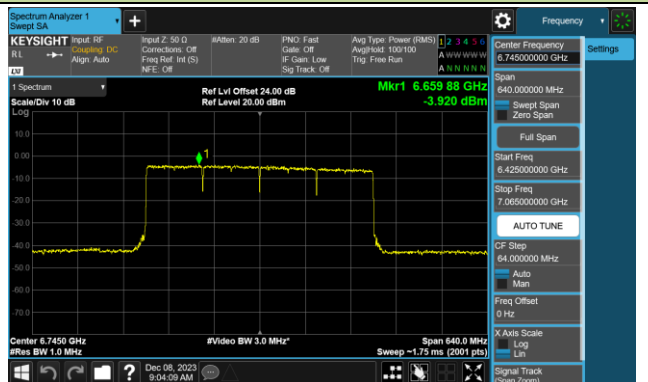 Spectrum Analyzer 1
Swept SA
Frequency
KEYSIGHT
RL
LXI
Input: RF
Coupling: DC
Align: Auto
Input Z: 50 Ω
Corrections: Off
Freq Ref: Int (S)
NFE: Off
#Atten: 20 dB
PNO: Fast
Gate: Off
IF Gain: Low
Sig Track: Off
Avg Type: Power (RMS)
Avg|Hold: 100/100
Trig: Free Run
1 2 3 4 5 6
A W W W W W
A N N N N N
1 Spectrum
Scale/Div 10 dB
Log
Ref Lvl Offset 24.00 dB
Ref Level 20.00 dBm
Mkr1 6.659 88 GHz
-3.920 dBm
10.0
0.00
-10.0
-20.0
-30.0
-40.0
-50.0
-60.0
-70.0
1
Center 6.7450 GHz
#Res BW 1.0 MHz
#Video BW 3.0 MHz*
Span 640.0 MHz
Sweep ~1.75 ms (2001 pts)
Center Frequency
6.745000000 GHz
Settings
Span
640.000000 MHz
Swept Span
Zero Span
Full Span
Start Freq
6.425000000 GHz
Stop Freq
7.065000000 GHz
AUTO TUNE
CF Step
64.000000 MHz
Auto
Man
Freq Offset
0 Hz
X Axis Scale
Log
Lin
Signal Track
(Span Zoom)
?
Dec 08, 2023
9:04:09 AM